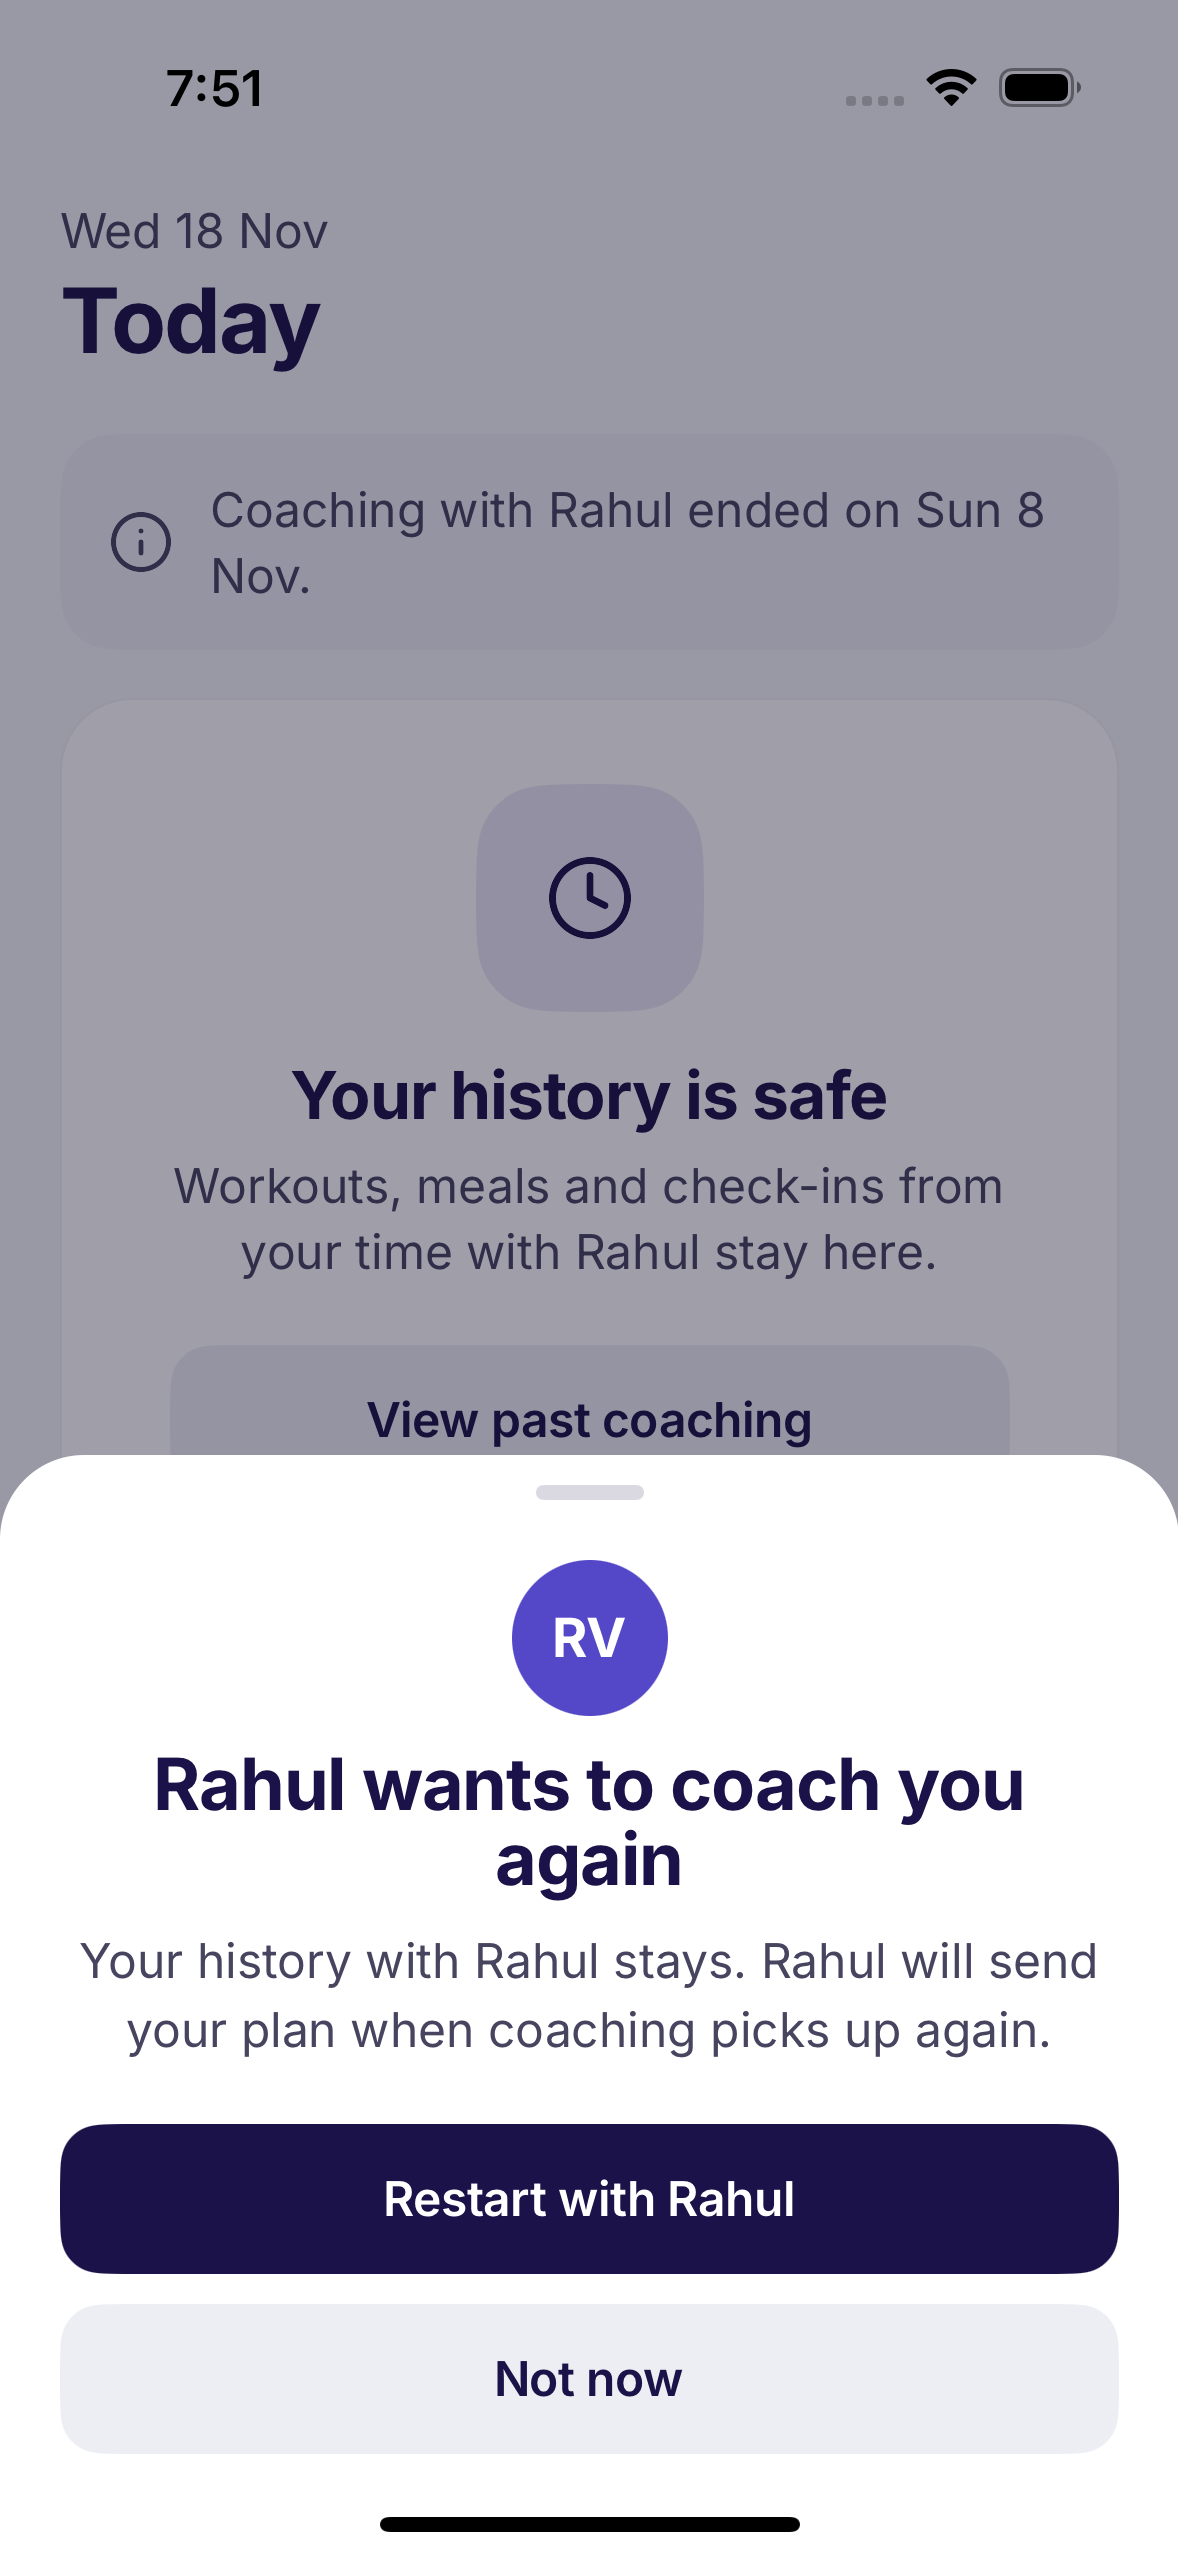 7:51
Wed 18 Nov
Today
Coaching with Rahul ended on Sun 8
Nov.
Your history is safe
Workouts, meals and check-ins from
your time with Rahul stay here.
View past coaching
RV
Rahul wants to coach you
again
Your history with Rahul stays. Rahul will send
your plan when coaching picks up again.
Restart with Rahul
Not now